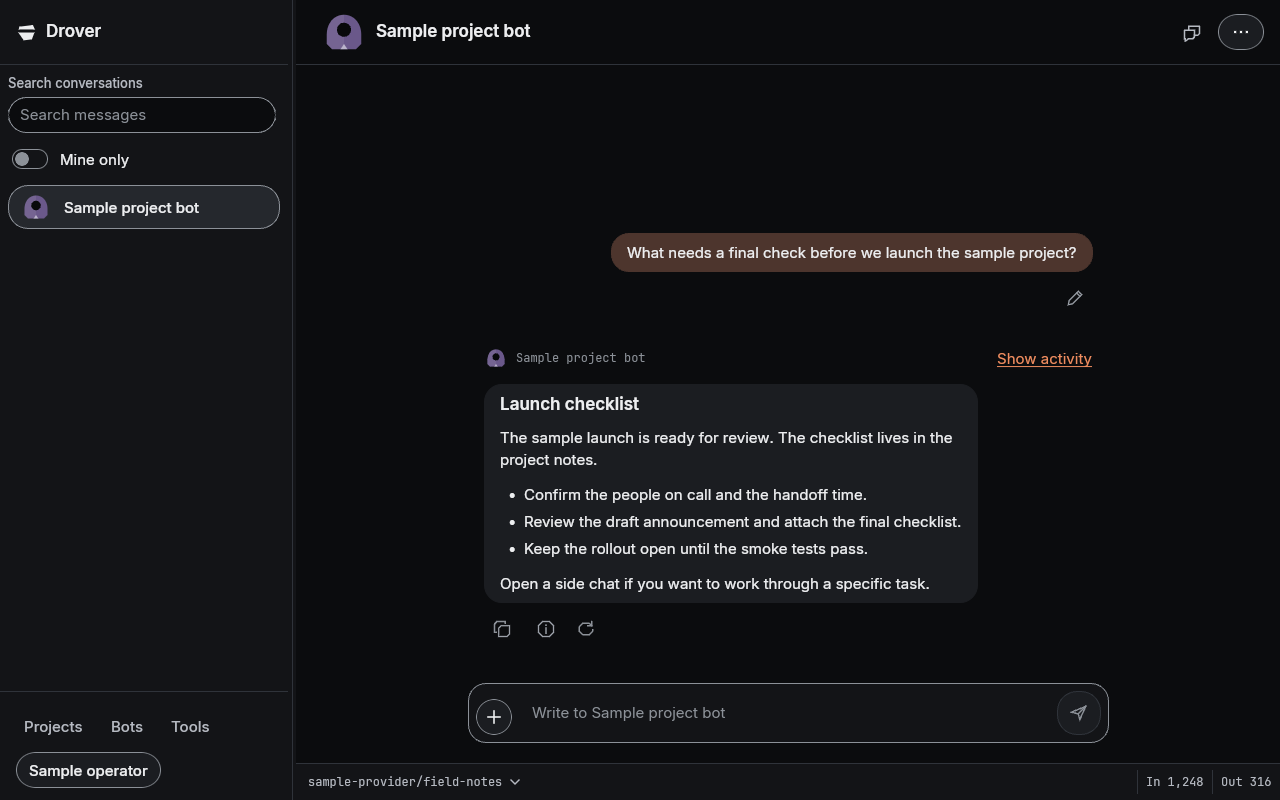 Drover
Search conversations
Search messages
Mine only
Sample project bot
Projects
Bots
Tools
Sample operator
Sample project bot
What needs a final check before we launch the sample project?
Sample project bot
Show activity
Launch checklist
The sample launch is ready for review. The checklist lives in the
project notes.
• Confirm the people on call and the handoff time.
• Review the draft announcement and attach the final checklist.
• Keep the rollout open until the smoke tests pass.
Open a side chat if you want to work through a specific task.
Write to Sample project bot
sample-provider/field-notes
In 1,248
Out 316